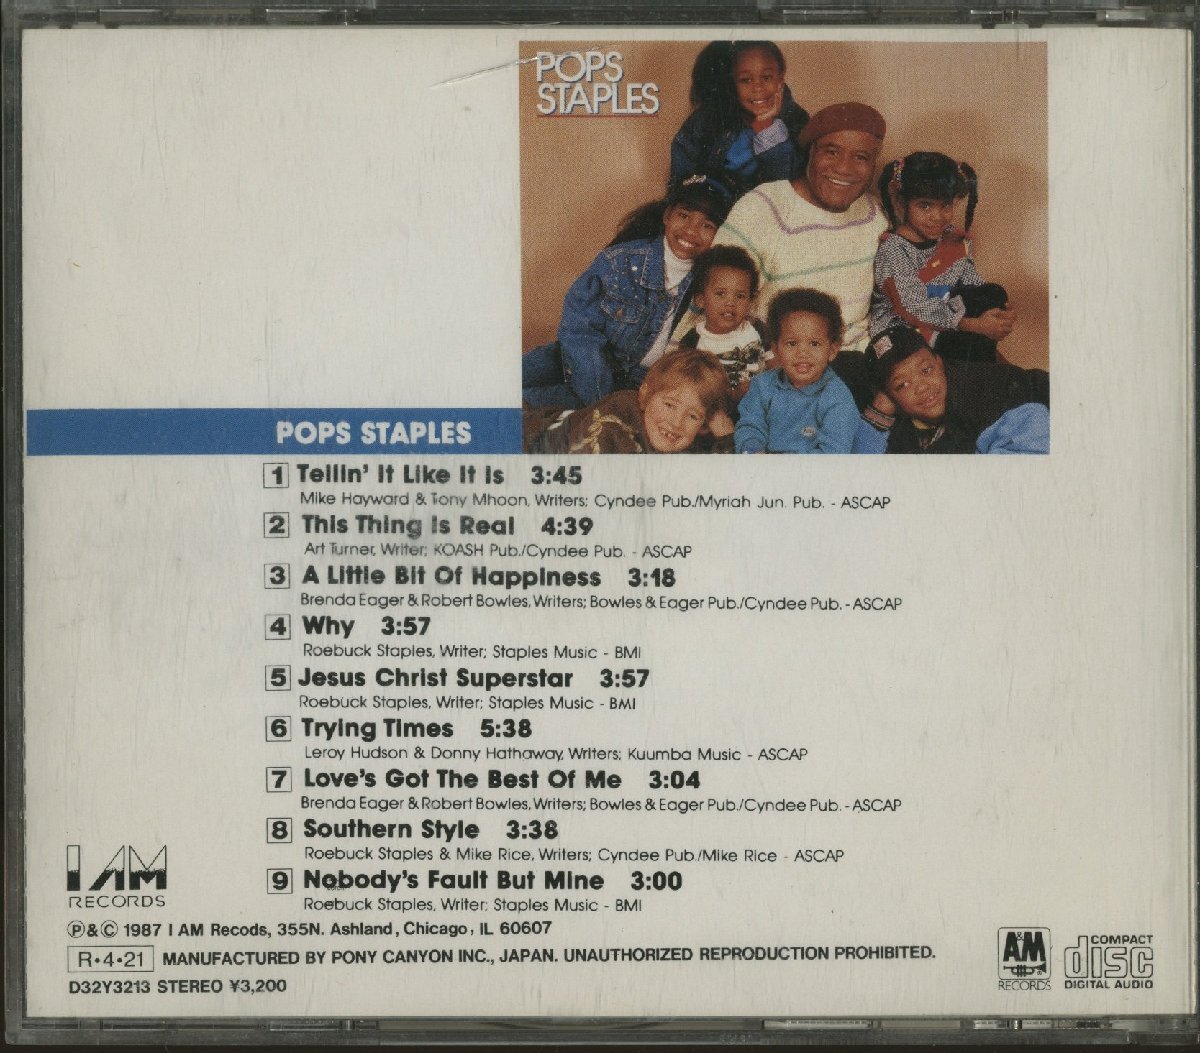 POPS
STAPLES
POPS STAPLES
1 Tellin' It Like It Is 3:45
Mike Hayward & Tony Mhoon, Writers; Cyndee Pub./Myriah Jun. Pub. - ASCAP
2 This Thing Is Real 4:39
Art Turner, Writer; KOASH Pub./Cyndee Pub. - ASCAP
3 A Little Bit Of Happiness 3:18
Brenda Eager & Robert Bowles, Writers; Bowles & Eager Pub./Cyndee Pub. - ASCAP
4 Why 3:57
Roebuck Staples, Writer; Staples Music - BMI
5 Jesus Christ Superstar 3:57
Roebuck Staples, Writer; Staples Music - BMI
6 Trying Times 5:38
Leroy Hudson & Donny Hathaway, Writers; Kuumba Music - ASCAP
7 Love's Got The Best Of Me 3:04
Brenda Eager & Robert Bowles, Writers; Bowles & Eager Pub./Cyndee Pub. - ASCAP
8 Southern Style 3:38
Roebuck Staples & Mike Rice, Writers; Cyndee Pub./Mike Rice - ASCAP
9 Nobody's Fault But Mine 3:00
Roebuck Staples, Writer; Staples Music - BMI
I AM
RECORDS
Ⓟ&© 1987 I AM Recods, 355N. Ashland, Chicago, IL 60607
R•4•21 MANUFACTURED BY PONY CANYON INC., JAPAN. UNAUTHORIZED REPRODUCTION PROHIBITED.
D32Y3213 STEREO ¥3,200
A&M
RECORDS
COMPACT
disc
DIGITAL AUDIO